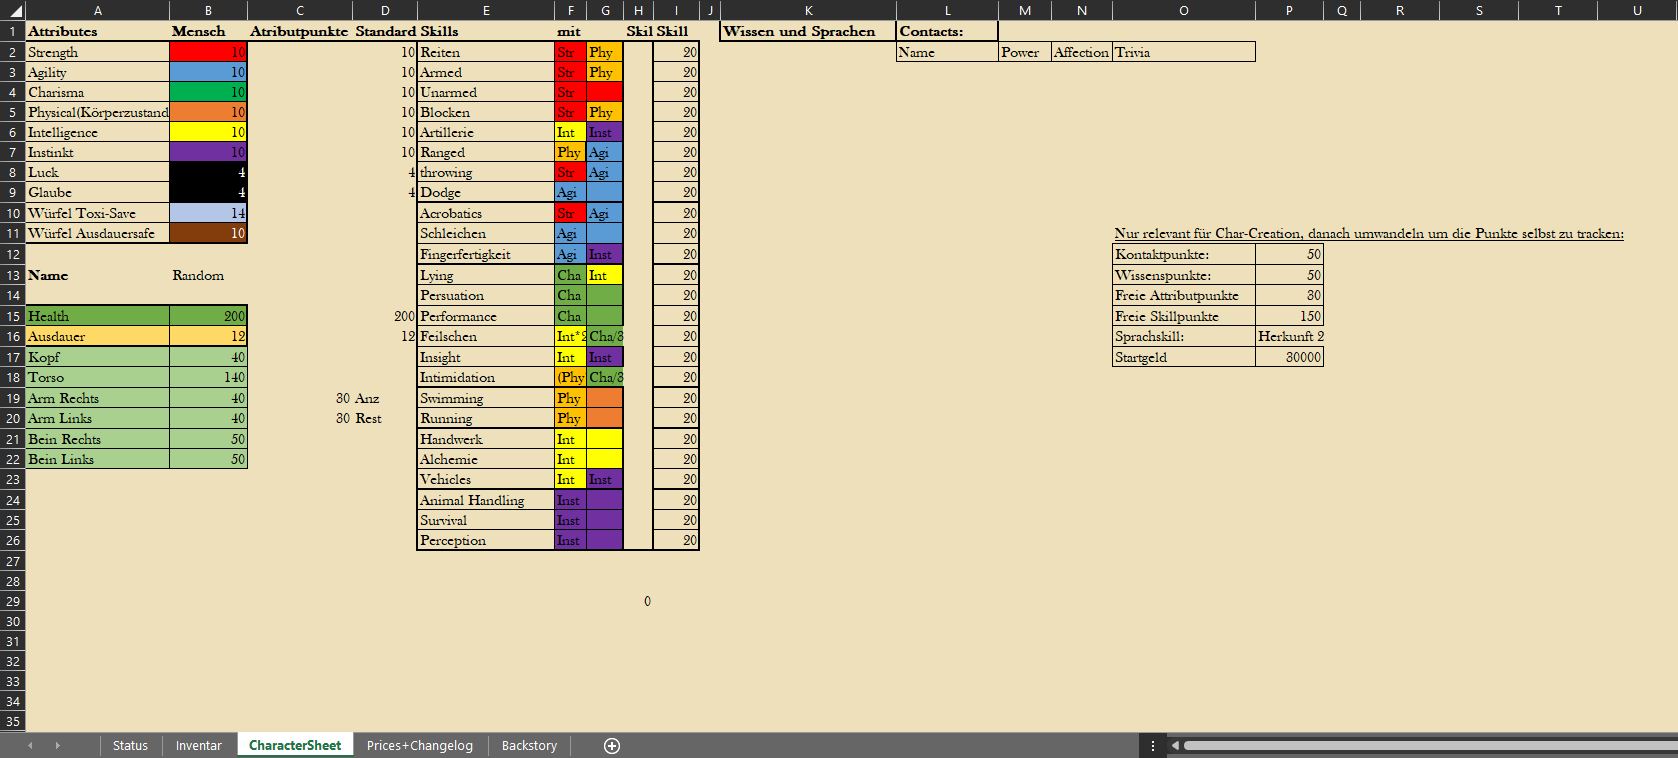 A B C D E F G H I J K L M N O P Q R S T U
1 Attributes Mensch Atributpunkte Standard Skills mit Skil Skill Wissen und Sprachen Contacts:
2 Strength 10 10 Reiten Str Phy 20 Name Power Affection Trivia
3 Agility 10 10 Armed Str Phy 20
4 Charisma 10 10 Unarmed Str 20
5 Physical(Körperzustand 10 10 Blocken Str Phy 20
6 Intelligence 10 10 Artillerie Int Inst 20
7 Instinkt 10 10 Ranged Phy Agi 20
8 Luck 4 4 throwing Str Agi 20
9 Glaube 4 4 Dodge Agi 20
10 Würfel Toxi-Save 14 Acrobatics Str Agi 20
11 Würfel Ausdauersafe 10 Schleichen Agi 20 Nur relevant für Char-Creation, danach umwandeln um die Punkte selbst zu tracken:
12 Fingerfertigkeit Agi Inst 20 Kontaktpunkte: 50
13 Name Random Lying Cha Int 20 Wissenspunkte: 50
14 Persuation Cha 20 Freie Attributpunkte 30
15 Health 200 200 Performance Cha 20 Freie Skillpunkte 150
16 Ausdauer 12 12 Feilschen Int*2 Cha/3 20 Sprachskill: Herkunft 2
17 Kopf 40 Insight Int Inst 20 Startgeld 30000
18 Torso 140 Intimidation (Phy Cha/3 20
19 Arm Rechts 40 30 Anz Swimming Phy 20
20 Arm Links 40 30 Rest Running Phy 20
21 Bein Rechts 50 Handwerk Int 20
22 Bein Links 50 Alchemie Int 20
23 Vehicles Int Inst 20
24 Animal Handling Inst 20
25 Survival Inst 20
26 Perception Inst 20
27
28
29 0
30
31
32
33
34
35
Status Inventar CharacterSheet Prices+Changelog Backstory